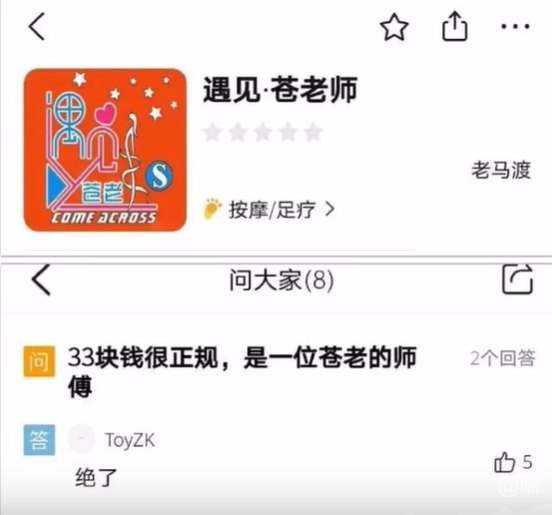 遇见·苍老师
遇见
苍老师
S
COME ACROSS
老马渡
按摩/足疗
问大家(8)
问
33块钱很正规，是一位苍老的师
傅
2个回答
答
ToyZK
绝了
5